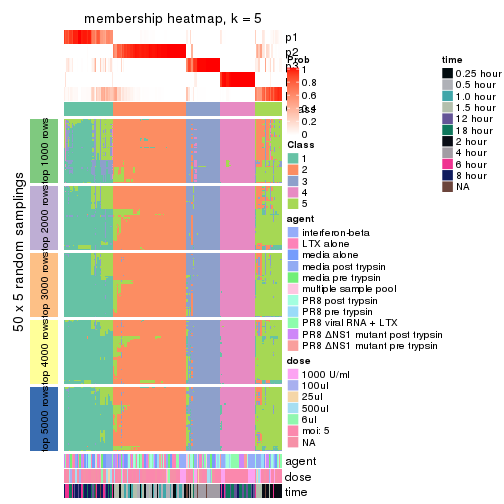 membership heatmap, k = 5
p1
p2
Prob
1
0.8
0.6
0.4
0.2
Class
1
2
3
4
5
agent
interferon-beta
LTX alone
media alone
media post trypsin
media pre trypsin
multiple sample pool
PR8 post trypsin
PR8 pre trypsin
PR8 viral RNA + LTX
PR8 ΔNS1 mutant post trypsin
PR8 ΔNS1 mutant pre trypsin
dose
1000 U/ml
100ul
25ul
500ul
6ul
moi: 5
NA
time
0.25 hour
0.5 hour
1.0 hour
1.5 hour
12 hour
18 hour
2 hour
4 hour
6 hour
8 hour
NA
50 x 5 random samplings
top 1000 rows
top 2000 rows
top 3000 rows
top 4000 rows
top 5000 rows
agent
dose
time